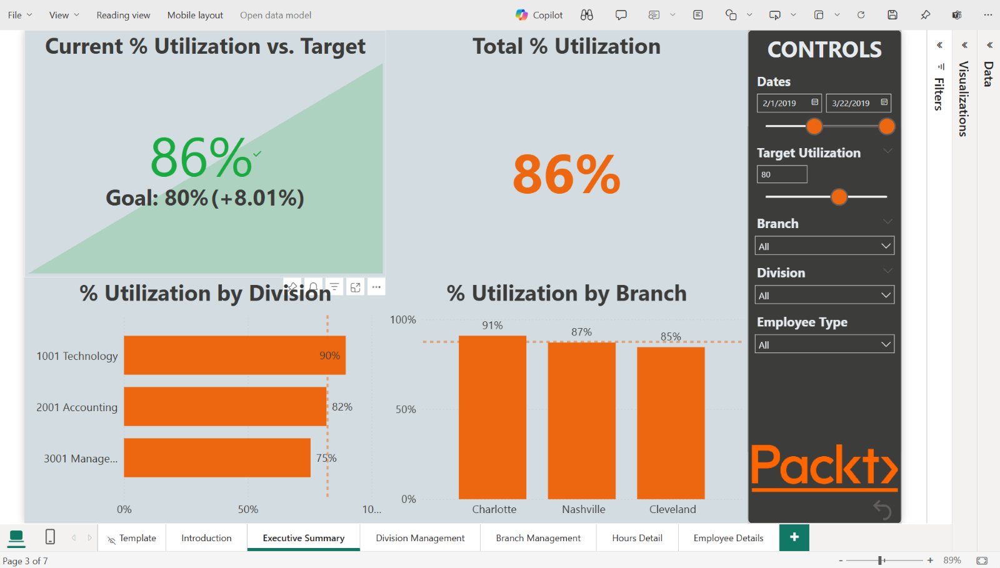 File View Reading view Mobile layout Open data model Copilot
Current % Utilization vs. Target
86%
Goal: 80% (+8.01%)
Total % Utilization
86%
% Utilization by Division
1001 Technology 90%
2001 Accounting 82%
3001 Manage... 75%
0% 50% 10...
% Utilization by Branch
100%
50%
0%
91% 87% 85%
Charlotte Nashville Cleveland
CONTROLS
Dates
2/1/2019 3/22/2019
Target Utilization
80
Branch
All
Division
All
Employee Type
All
Packt
Filters
Visualizations
Data
Template Introduction Executive Summary Division Management Branch Management Hours Detail Employee Details +
Page 3 of 7 - + 89%